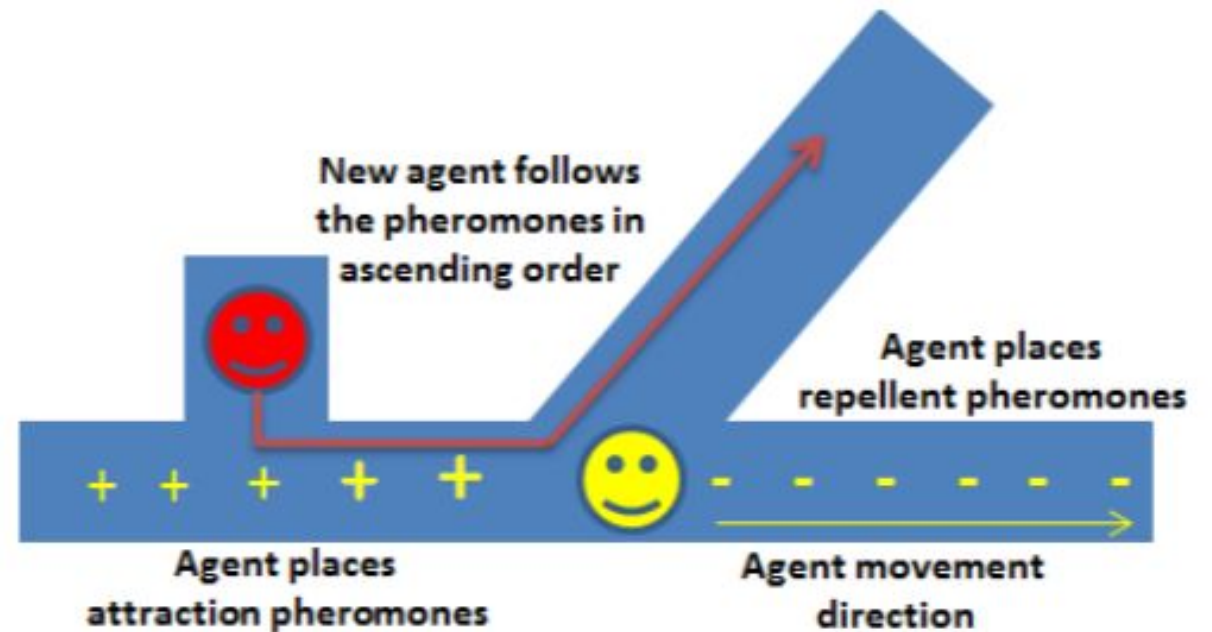 New agent follows
the pheromones in
ascending order
Agent places
repellent pheromones
+ + + + +
- - - - - -
Agent places
attraction pheromones
Agent movement
direction